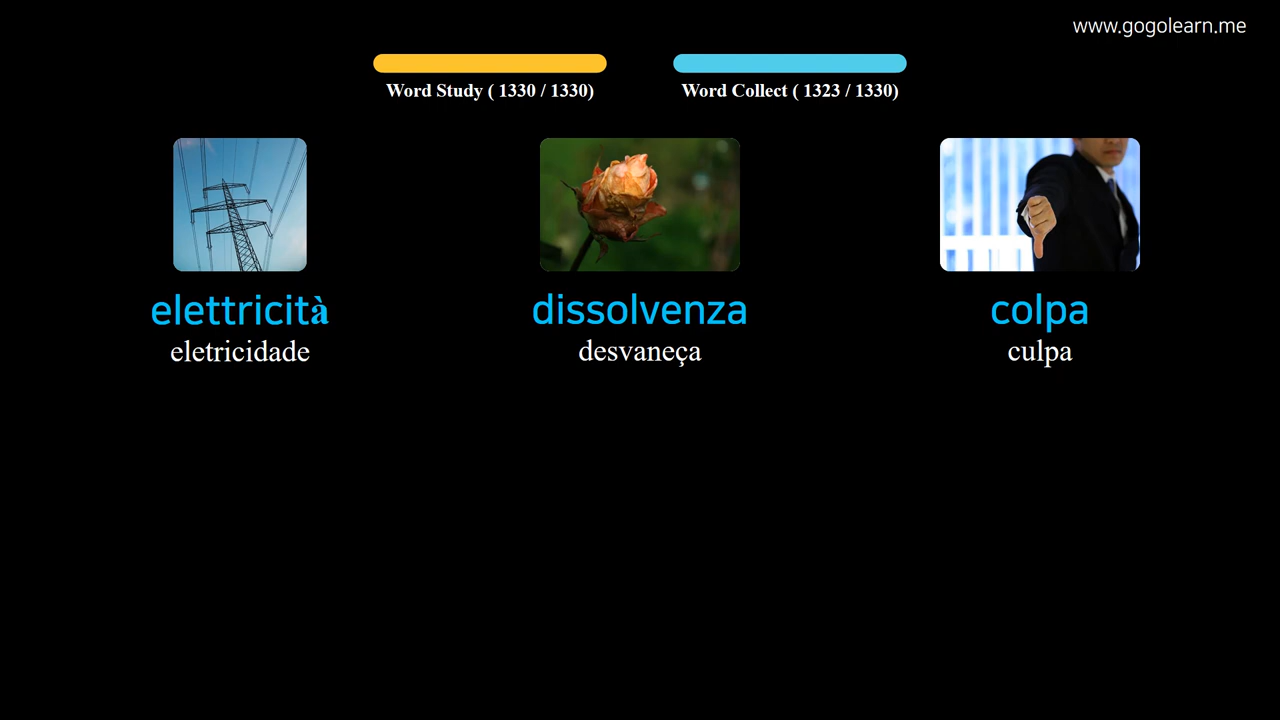 www.gogolearn.me
Word Study ( 1330 / 1330)
Word Collect ( 1323 / 1330)
elettricità
eletricidade
dissolvenza
desvaneça
colpa
culpa